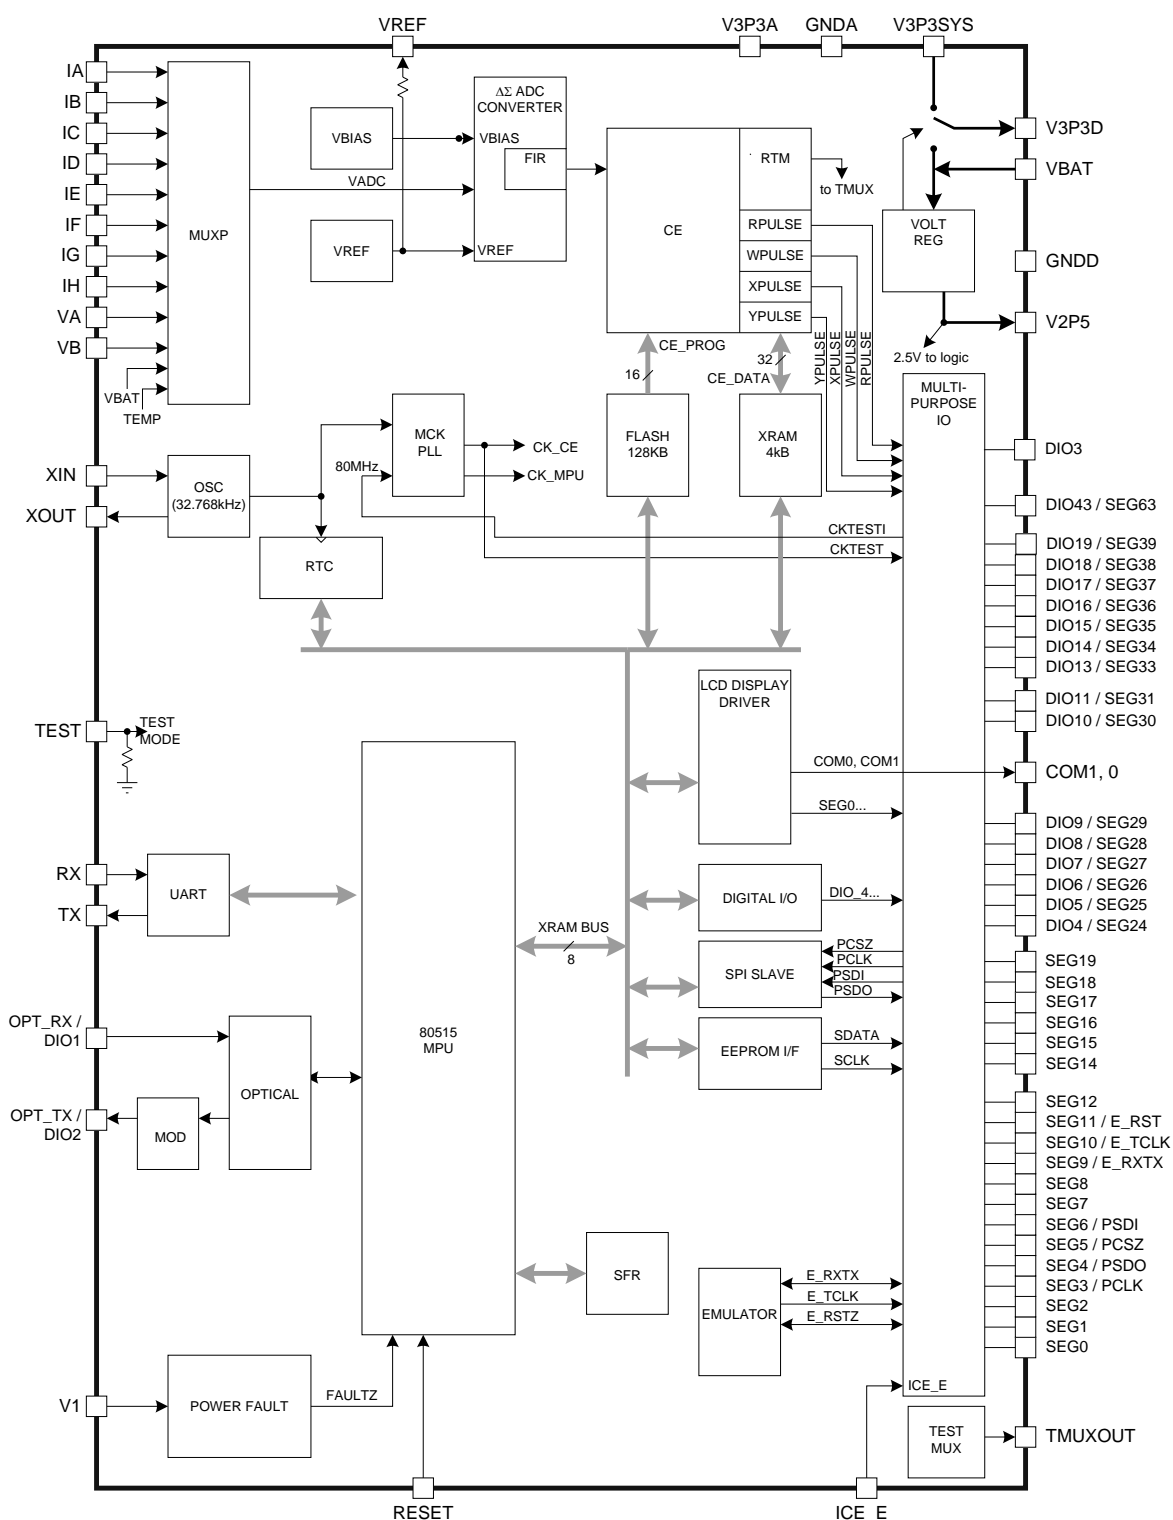 VREF
V3P3A
GNDA
V3P3SYS
IA
IB
IC
ID
IE
IF
IG
IH
VA
VB
VBAT
TEMP
MUXP
VADC
VBIAS
VREF
ΔΣ ADC
CONVERTER
VBIAS
FIR
VREF
CE
RTM
to TMUX
RPULSE
WPULSE
XPULSE
YPULSE
YPULSE
XPULSE
WPULSE
RPULSE
VOLT
REG
V3P3D
VBAT
GNDD
V2P5
2.5V to logic
CE_PROG
16
32
CE_DATA
MULTI-
PURPOSE
IO
XIN
XOUT
OSC
(32.768kHz)
80MHz
MCK
PLL
CK_CE
CK_MPU
FLASH
128KB
XRAM
4kB
RTC
CKTESTI
CKTEST
DIO3
DIO43 / SEG63
DIO19 / SEG39
DIO18 / SEG38
DIO17 / SEG37
DIO16 / SEG36
DIO15 / SEG35
DIO14 / SEG34
DIO13 / SEG33
DIO11 / SEG31
DIO10 / SEG30
TEST
TEST
MODE
LCD DISPLAY
DRIVER
COM0, COM1
SEG0...
COM1, 0
DIO9 / SEG29
DIO8 / SEG28
DIO7 / SEG27
DIO6 / SEG26
DIO5 / SEG25
DIO4 / SEG24
RX
TX
UART
DIGITAL I/O
DIO_4...
XRAM BUS
8
SPI SLAVE
PCSZ
PCLK
PSDI
PSDO
SEG19
SEG18
SEG17
SEG16
SEG15
SEG14
OPT_RX /
DIO1
OPT_TX /
DIO2
MOD
OPTICAL
80515
MPU
EEPROM I/F
SDATA
SCLK
SEG12
SEG11 / E_RST
SEG10 / E_TCLK
SEG9 / E_RXTX
SEG8
SEG7
SEG6 / PSDI
SEG5 / PCSZ
SEG4 / PSDO
SEG3 / PCLK
SEG2
SEG1
SEG0
SFR
EMULATOR
E_RXTX
E_TCLK
E_RSTZ
ICE_E
V1
POWER FAULT
FAULTZ
TEST
MUX
TMUXOUT
RESET
ICE_E